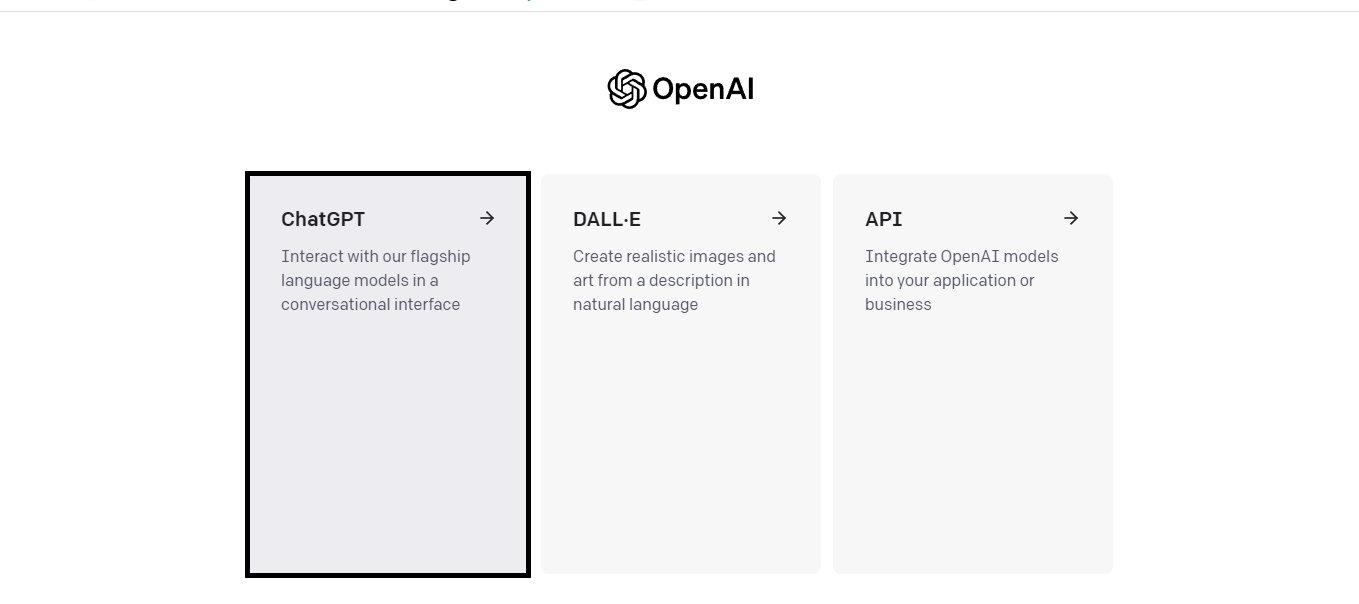 OpenAI
ChatGPT
Interact with our flagship
language models in a
conversational interface
DALL·E
Create realistic images and
art from a description in
natural language
API
Integrate OpenAI models
into your application or
business